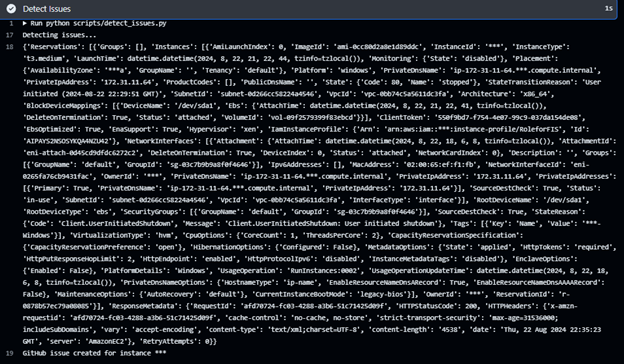 Detect Issues
1s
1 ▶ Run python scripts/detect_issues.py
17 Detecting issues...
18 {'Reservations': [{'Groups': [], 'Instances': [{'AmiLaunchIndex': 0, 'ImageId': 'ami-0cc80d2a8e1d89ddc', 'InstanceId': '***', 'InstanceType':
't3.medium', 'LaunchTime': datetime.datetime(2024, 8, 22, 21, 22, 44, tzinfo=tzlocal()), 'Monitoring': {'State': 'disabled'}, 'Placement':
{'AvailabilityZone': '***a', 'GroupName': '', 'Tenancy': 'default'}, 'Platform': 'windows', 'PrivateDnsName': 'ip-172-31-11-64.***.compute.internal',
'PrivateIpAddress': '172.31.11.64', 'ProductCodes': [], 'PublicDnsName': '', 'State': {'Code': 80, 'Name': 'stopped'}, 'StateTransitionReason': 'User
initiated (2024-08-22 22:29:51 GMT)', 'SubnetId': 'subnet-0d266cc58224a4546', 'VpcId': 'vpc-0bb74c5a5611dc3fa', 'Architecture': 'x86_64',
'BlockDeviceMappings': [{'DeviceName': '/dev/sda1', 'Ebs': {'AttachTime': datetime.datetime(2024, 8, 22, 21, 22, 41, tzinfo=tzlocal()),
'DeleteOnTermination': True, 'Status': 'attached', 'VolumeId': 'vol-09f2579399f83ebcd'}}], 'ClientToken': '550f9bd7-f754-4e07-99c9-037da154de08',
'EbsOptimized': True, 'EnaSupport': True, 'Hypervisor': 'xen', 'IamInstanceProfile': {'Arn': 'arn:aws:iam::***:instance-profile/RoleforFIS', 'Id':
'AIPAYS2NSOSYKQA4NZU42'}, 'NetworkInterfaces': [{'Attachment': {'AttachTime': datetime.datetime(2024, 8, 22, 18, 6, 8, tzinfo=tzlocal()), 'AttachmentId':
'eni-attach-0d45cd9dfdc6272c2', 'DeleteOnTermination': True, 'DeviceIndex': 0, 'Status': 'attached', 'NetworkCardIndex': 0}, 'Description': '', 'Groups':
[{'GroupName': 'default', 'GroupId': 'sg-03c7b9b9a8f0f4646'}], 'Ipv6Addresses': [], 'MacAddress': '02:00:65:ef:f1:fb', 'NetworkInterfaceId': 'eni-
0265fa76cb9431fac', 'OwnerId': '***', 'PrivateDnsName': 'ip-172-31-11-64.***.compute.internal', 'PrivateIpAddress': '172.31.11.64', 'PrivateIpAddresses':
[{'Primary': True, 'PrivateDnsName': 'ip-172-31-11-64.***.compute.internal', 'PrivateIpAddress': '172.31.11.64'}], 'SourceDestCheck': True, 'Status':
'in-use', 'SubnetId': 'subnet-0d266cc58224a4546', 'VpcId': 'vpc-0bb74c5a5611dc3fa', 'InterfaceType': 'interface'}], 'RootDeviceName': '/dev/sda1',
'RootDeviceType': 'ebs', 'SecurityGroups': [{'GroupName': 'default', 'GroupId': 'sg-03c7b9b9a8f0f4646'}], 'SourceDestCheck': True, 'StateReason':
{'Code': 'Client.UserInitiatedShutdown', 'Message': 'Client.UserInitiatedShutdown: User initiated shutdown'}, 'Tags': [{'Key': 'Name', 'Value': '***-
Windows'}], 'VirtualizationType': 'hvm', 'CpuOptions': {'CoreCount': 1, 'ThreadsPerCore': 2}, 'CapacityReservationSpecification':
{'CapacityReservationPreference': 'open'}, 'HibernationOptions': {'Configured': False}, 'MetadataOptions': {'State': 'applied', 'HttpTokens': 'required',
'HttpPutResponseHopLimit': 2, 'HttpEndpoint': 'enabled', 'HttpProtocolIpv6': 'disabled', 'InstanceMetadataTags': 'disabled'}, 'EnclaveOptions':
{'Enabled': False}, 'PlatformDetails': 'Windows', 'UsageOperation': 'RunInstances:0002', 'UsageOperationUpdateTime': datetime.datetime(2024, 8, 22, 18,
6, 8, tzinfo=tzlocal()), 'PrivateDnsNameOptions': {'HostnameType': 'ip-name', 'EnableResourceNameDnsARecord': True, 'EnableResourceNameDnsAAAARecord':
False}, 'MaintenanceOptions': {'AutoRecovery': 'default'}, 'CurrentInstanceBootMode': 'legacy-bios'}], 'OwnerId': '***', 'ReservationId': 'r-
0878b57ec79a00805'}], 'ResponseMetadata': {'RequestId': 'afd70724-fc03-4288-a3b6-51c71425d09f', 'HTTPStatusCode': 200, 'HTTPHeaders': {'x-amzn-
requestid': 'afd70724-fc03-4288-a3b6-51c71425d09f', 'cache-control': 'no-cache, no-store', 'strict-transport-security': 'max-age=31536000;
includeSubDomains', 'vary': 'accept-encoding', 'content-type': 'text/xml;charset=UTF-8', 'content-length': '4538', 'date': 'Thu, 22 Aug 2024 22:35:23
GMT', 'server': 'AmazonEC2'}, 'RetryAttempts': 0}}
19 GitHub issue created for instance ***